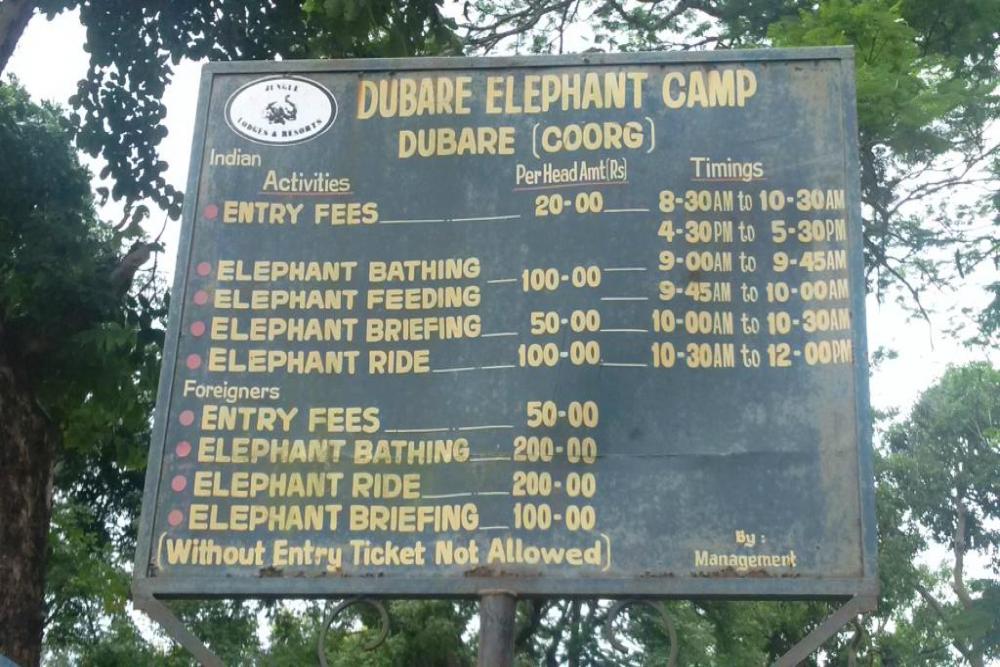 JUNGLE
LODGES & RESORTS
DUBARE ELEPHANT CAMP
DUBARE (COORG)
Indian
Activities Per Head Amt(Rs) Timings
ENTRY FEES 20-00 8-30AM to 10-30AM
4-30PM to 5-30PM
ELEPHANT BATHING 100-00 9-00AM to 9-45AM
ELEPHANT FEEDING 9-45AM to 10-00AM
ELEPHANT BRIEFING 50-00 10-00AM to 10-30AM
ELEPHANT RIDE 100-00 10-30AM to 12-00PM
Foreigners
ENTRY FEES 50-00
ELEPHANT BATHING 200-00
ELEPHANT RIDE 200-00
ELEPHANT BRIEFING 100-00
(Without Entry Ticket Not Allowed)
By :
Management